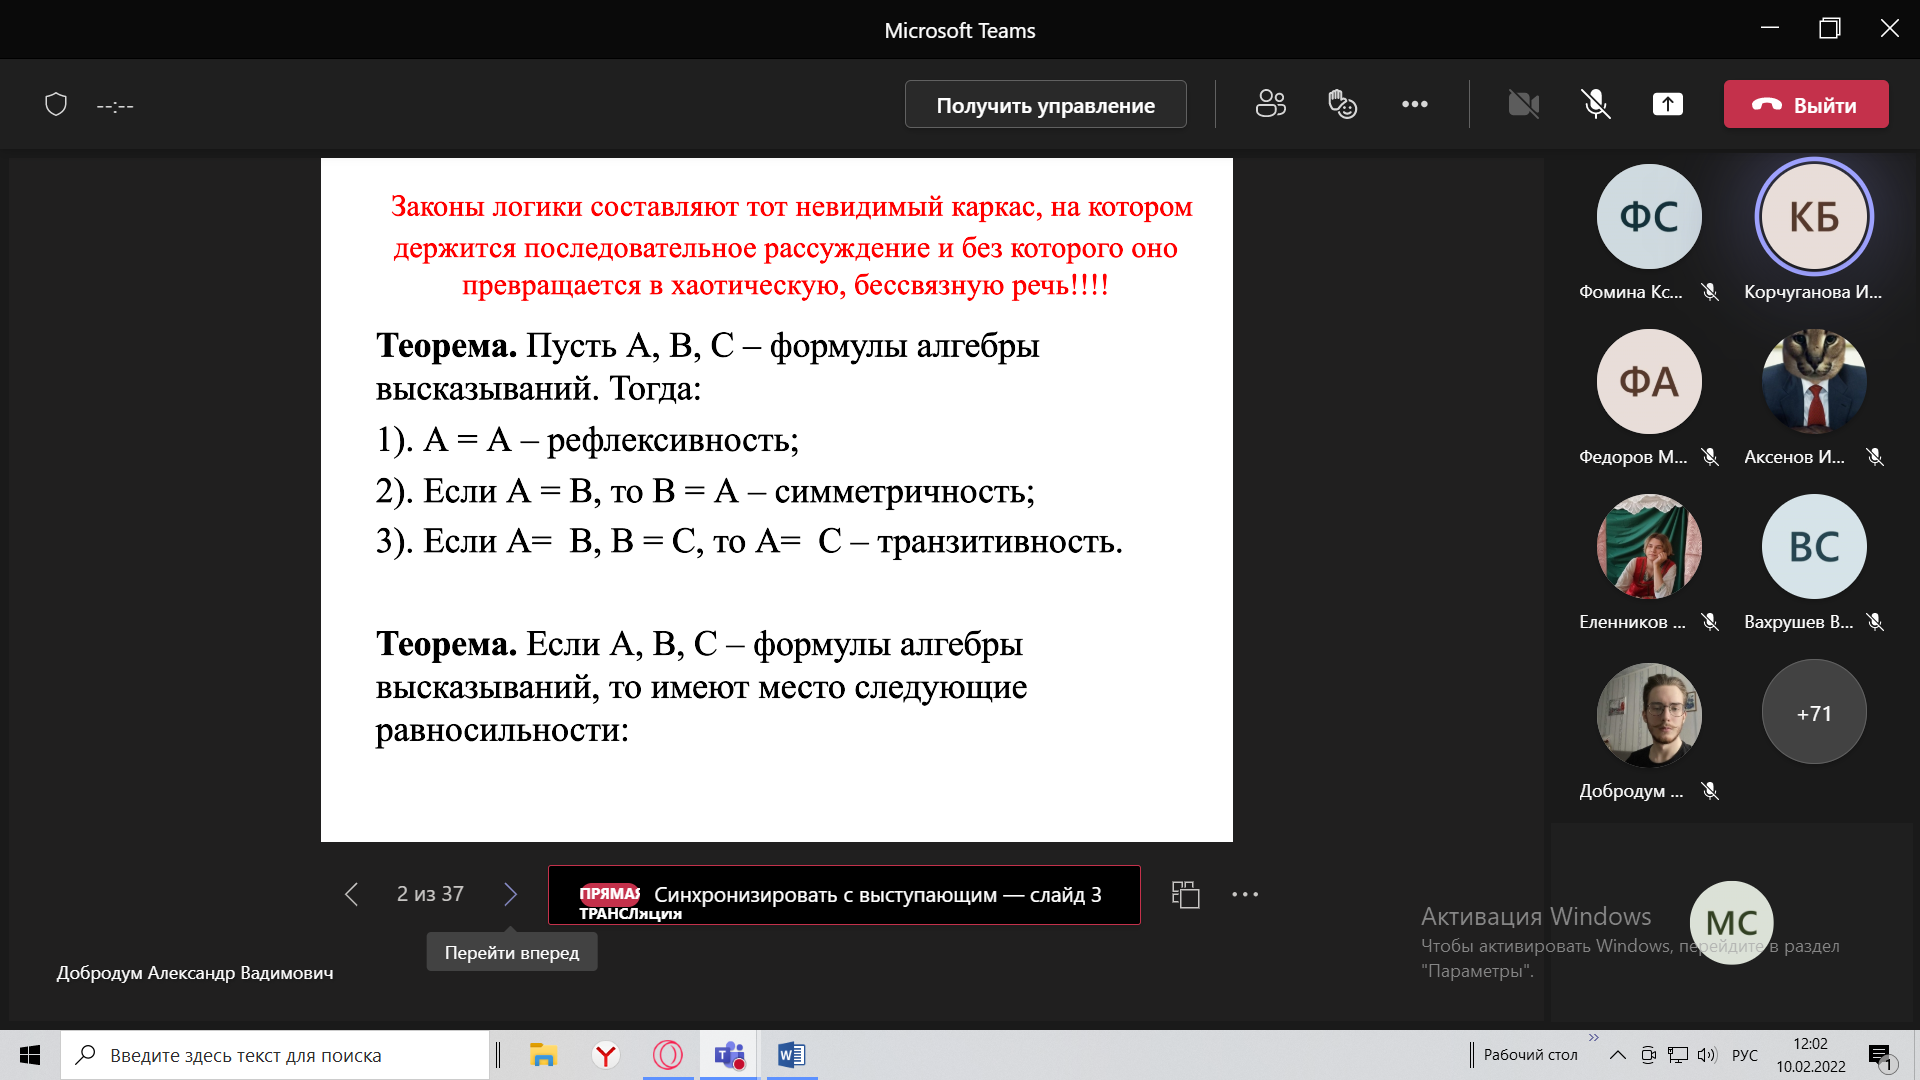 Microsoft Teams
--:--
Получить управление
Выйти
Законы логики составляют тот невидимый каркас, на котором
держится последовательное рассуждение и без которого оно
превращается в хаотическую, бессвязную речь!!!!
Теорема. Пусть А, В, С – формулы алгебры
высказываний. Тогда:
1). А = А – рефлексивность;
2). Если А = В, то В = А – симметричность;
3). Если А=  В, В = С, то А=  С – транзитивность.
Теорема. Если А, В, С – формулы алгебры
высказываний, то имеют место следующие
равносильности:
ФС
КБ
Фомина Кс...
Корчуганова И...
ФА
Федоров М...
Аксенов И...
ВС
Еленников ...
Вахрушев В...
+71
Добродум ...
МС
2 из 37
ПРЯМАЯ
ТРАНСЛЯЦИЯ
Синхронизировать с выступающим — слайд 3
Перейти вперед
Добродум Александр Вадимович
Активация Windows
Чтобы активировать Windows, перейдите в раздел
"Параметры".
Введите здесь текст для поиска
Рабочий стол
РУС
12:02
10.02.2022
1